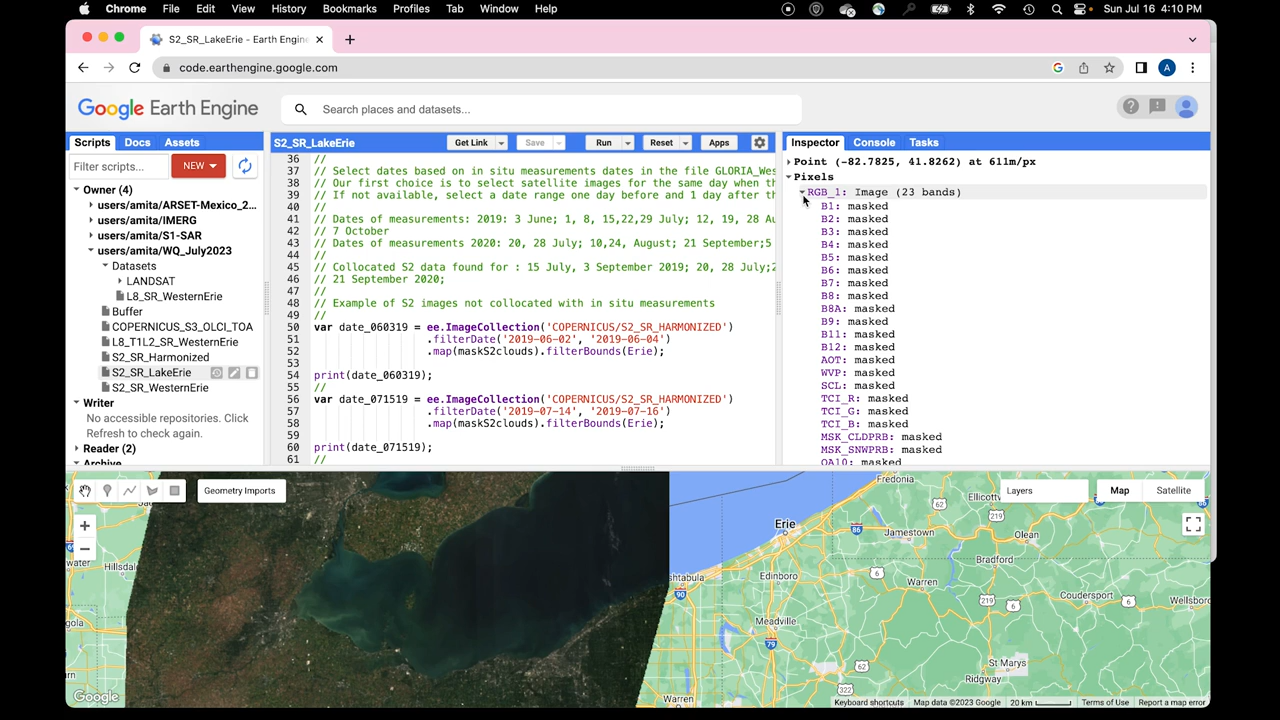 Chrome File Edit View History Bookmarks Profiles Tab Window Help Sun Jul 16 4:10 PM
S2_SR_LakeErie - Earth Engine
code.earthengine.google.com
A
Google Earth Engine
Search places and datasets...
Scripts Docs Assets
Filter scripts...
NEW
Owner (4)
users/amita/ARSET-Mexico_2...
users/amita/IMERG
users/amita/S1-SAR
users/amita/WQ_July2023
Datasets
LANDSAT
L8_SR_WesternErie
Buffer
COPERNICUS_S3_OLCI_TOA
L8_T1L2_SR_WesternErie
S2_SR_Harmonized
S2_SR_LakeErie
S2_SR_WesternErie
Writer
No accessible repositories. Click
Refresh to check again.
Reader (2)
Archive
S2_SR_LakeErie
Get Link Save Run Reset Apps
36 //
37 // Select dates based on in situ measurements dates in the file GLORIA_Wes
38 // Our first choice is to select satellite images for the same day when th
39 // If not available, select a date range one day before and 1 day after th
40 //
41 // Dates of measurements: 2019: 3 June; 1, 8, 15,22,29 July; 12, 19, 28 Au
42 // 7 October
43 // Dates of measurements 2020: 20, 28 July; 10,24, August; 21 September;5
44 //
45 // Collocated S2 data found for : 15 July, 3 September 2019; 20, 28 July;2
46 // 21 September 2020;
47 //
48 // Example of S2 images not collocated with in situ measurements
49 //
50 var date_060319 = ee.ImageCollection('COPERNICUS/S2_SR_HARMONIZED')
51 .filterDate('2019-06-02', '2019-06-04')
52 .map(maskS2clouds).filterBounds(Erie);
53
54 print(date_060319);
55 //
56 var date_071519 = ee.ImageCollection('COPERNICUS/S2_SR_HARMONIZED')
57 .filterDate('2019-07-14', '2019-07-16')
58 .map(maskS2clouds).filterBounds(Erie);
59
60 print(date_071519);
61 //
Inspector Console Tasks
Point (-82.7825, 41.8262) at 611m/px
Pixels
RGB_1: Image (23 bands)
B1: masked
B2: masked
B3: masked
B4: masked
B5: masked
B6: masked
B7: masked
B8: masked
B8A: masked
B9: masked
B11: masked
B12: masked
AOT: masked
WVP: masked
SCL: masked
TCI_R: masked
TCI_G: masked
TCI_B: masked
MSK_CLDPRB: masked
MSK_SNWPRB: masked
QA10: masked
Geometry Imports
Layers
Map Satellite
Fredonia
Ellicott
Erie
Jamestown
Olean
Hillsdal
Bradford
Edinboro
Warren
Coudersport
Wellsbor
Meadville
St Marys
Ridgway
Warren
62
219
86
6
219
6
6
90
79
62
322
Google
Keyboard shortcuts Map data ©2023 Google 20 km Terms of Use Report a map error